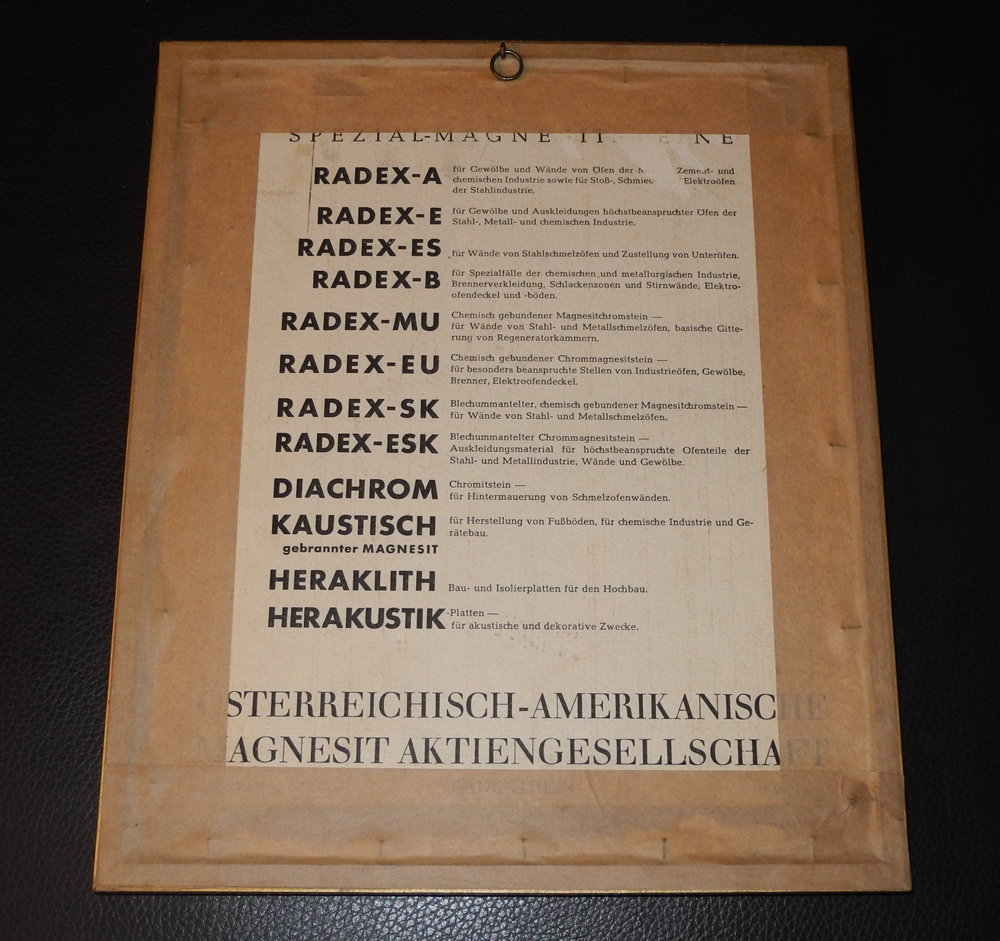 SPEZIAL-MAGNE
RADEX-A für Gewölbe und Wände von Öfen der Zement- und
chemischen Industrie sowie für Stoß-, Elektroöfen
der Stahlindustrie.
RADEX-E für Gewölbe und Auskleidungen höchstbeanspruchter Öfen der
Stahl-, Metall- und chemischen Industrie.
RADEX-ES für Wände von Stahlschmelzöfen und Zustellung von Unteröfen.
RADEX-B für Spezialfälle der chemischen und metallurgischen Industrie,
Brennerverkleidung, Schlackenzonen und Stirnwände, Elektro-
ofendeckel und -böden.
RADEX-MU Chemisch gebundener Magnesitchromstein —
für Wände von Stahl- und Metallschmelzöfen, basische Gitte-
rung von Regeneratorkammern.
RADEX-EU Chemisch gebundener Chrommagnesitstein —
für besonders beanspruchte Stellen von Industrieöfen, Gewölbe,
Brenner, Elektroofendeckel.
RADEX-SK Blechummantelter, chemisch gebundener Magnesitchromstein —
für Wände von Stahl- und Metallschmelzöfen.
RADEX-ESK Blechummantelter Chrommagnesitstein —
Auskleidungsmaterial für höchstbeanspruchte Ofenteile der
Stahl- und Metallindustrie, Wände und Gewölbe.
DIACHROM Chromitstein —
für Hintermauerung von Schmelzofenwänden.
KAUSTISCH für Herstellung von Fußböden, für chemische Industrie und Ge-
rätebau.
gebrannter MAGNESIT
HERAKLITH Bau- und Isolierplatten für den Hochbau.
HERAKUSTIK-Platten —
für akustische und dekorative Zwecke.
ÖSTERREICHISCH-AMERIKANISCHE
MAGNESIT AKTIENGESELLSCHAFT